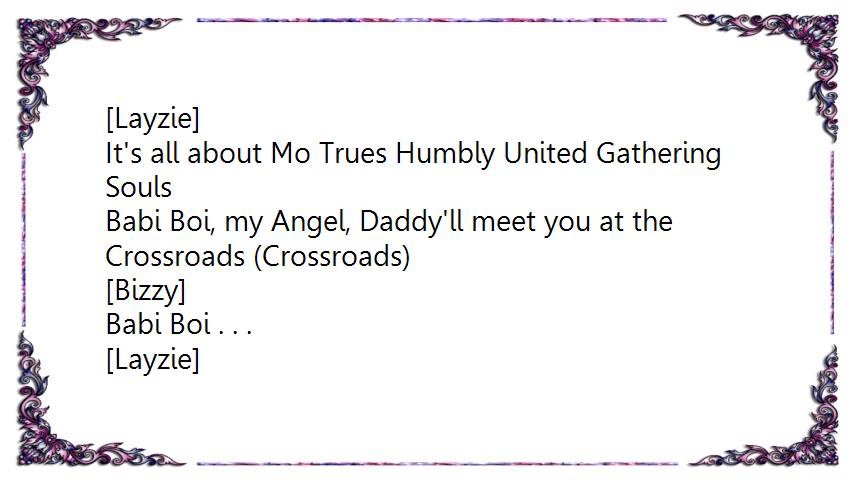 [Layzie]
It's all about Mo Trues Humbly United Gathering
Souls
Babi Boi, my Angel, Daddy'll meet you at the
Crossroads (Crossroads)
[Bizzy]
Babi Boi . . .
[Layzie]